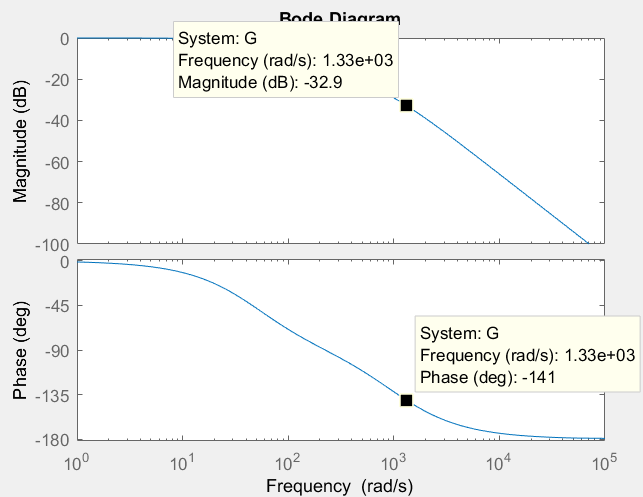 Bode Diagram
System: G
Frequency (rad/s): 1.33e+03
Magnitude (dB): -32.9
Magnitude (dB)
0
-20
-40
-60
-80
-100
System: G
Frequency (rad/s): 1.33e+03
Phase (deg): -141
Phase (deg)
0
-45
-90
-135
-180
10^0 10^1 10^2 10^3 10^4 10^5
Frequency (rad/s)